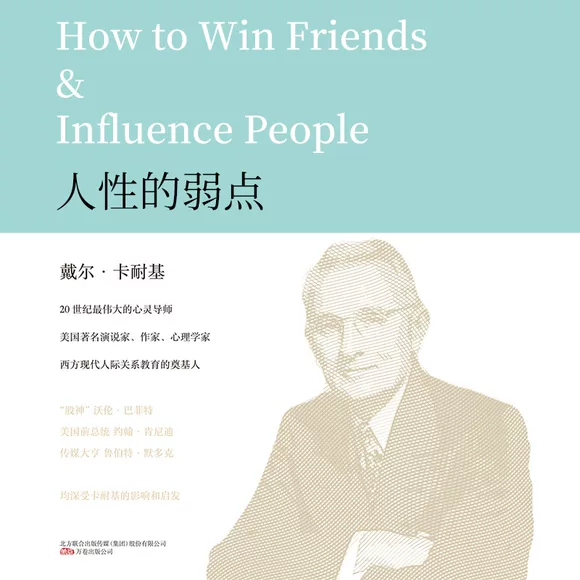 How to Win Friends
&
Influence People
人性的弱点
戴尔·卡耐基
20世纪最伟大的心灵导师
美国著名演说家、作家、心理学家
西方现代人际关系教育的奠基人
“股神”沃伦·巴菲特
美国前总统 约翰·肯尼迪
传媒大亨 鲁伯特·默多克
均深受卡耐基的影响和启发
北方联合出版传媒(集团)股份有限公司
万卷出版公司